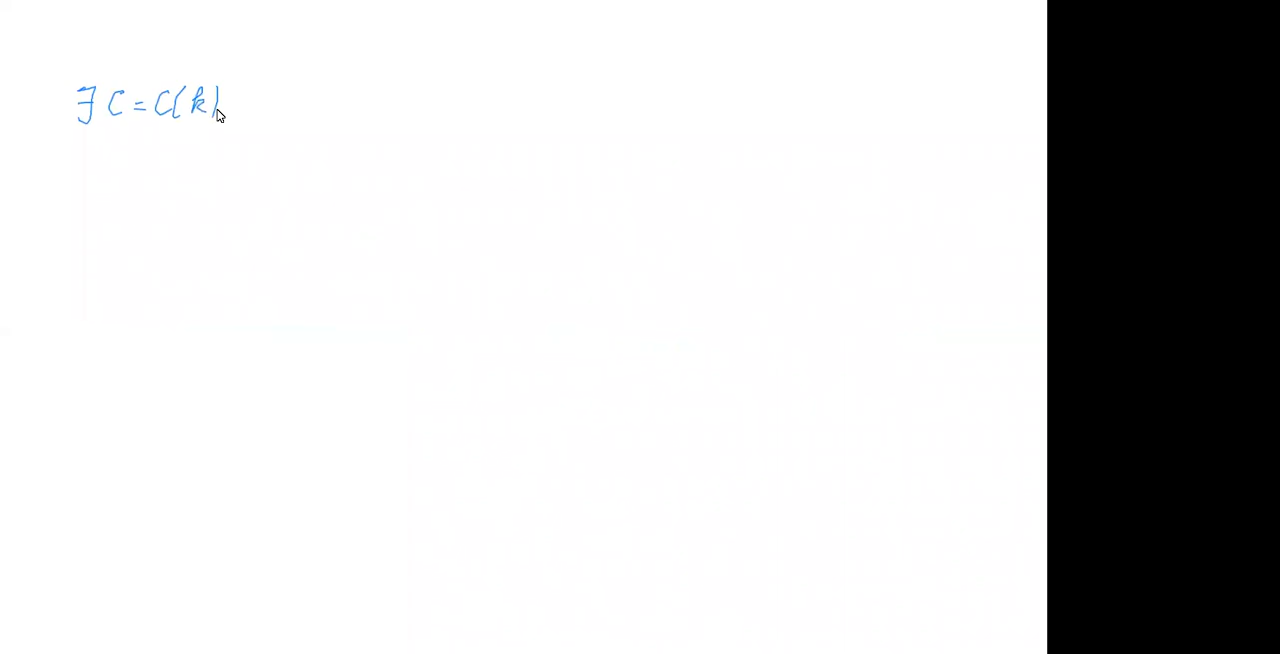 ∃ C = C(k)